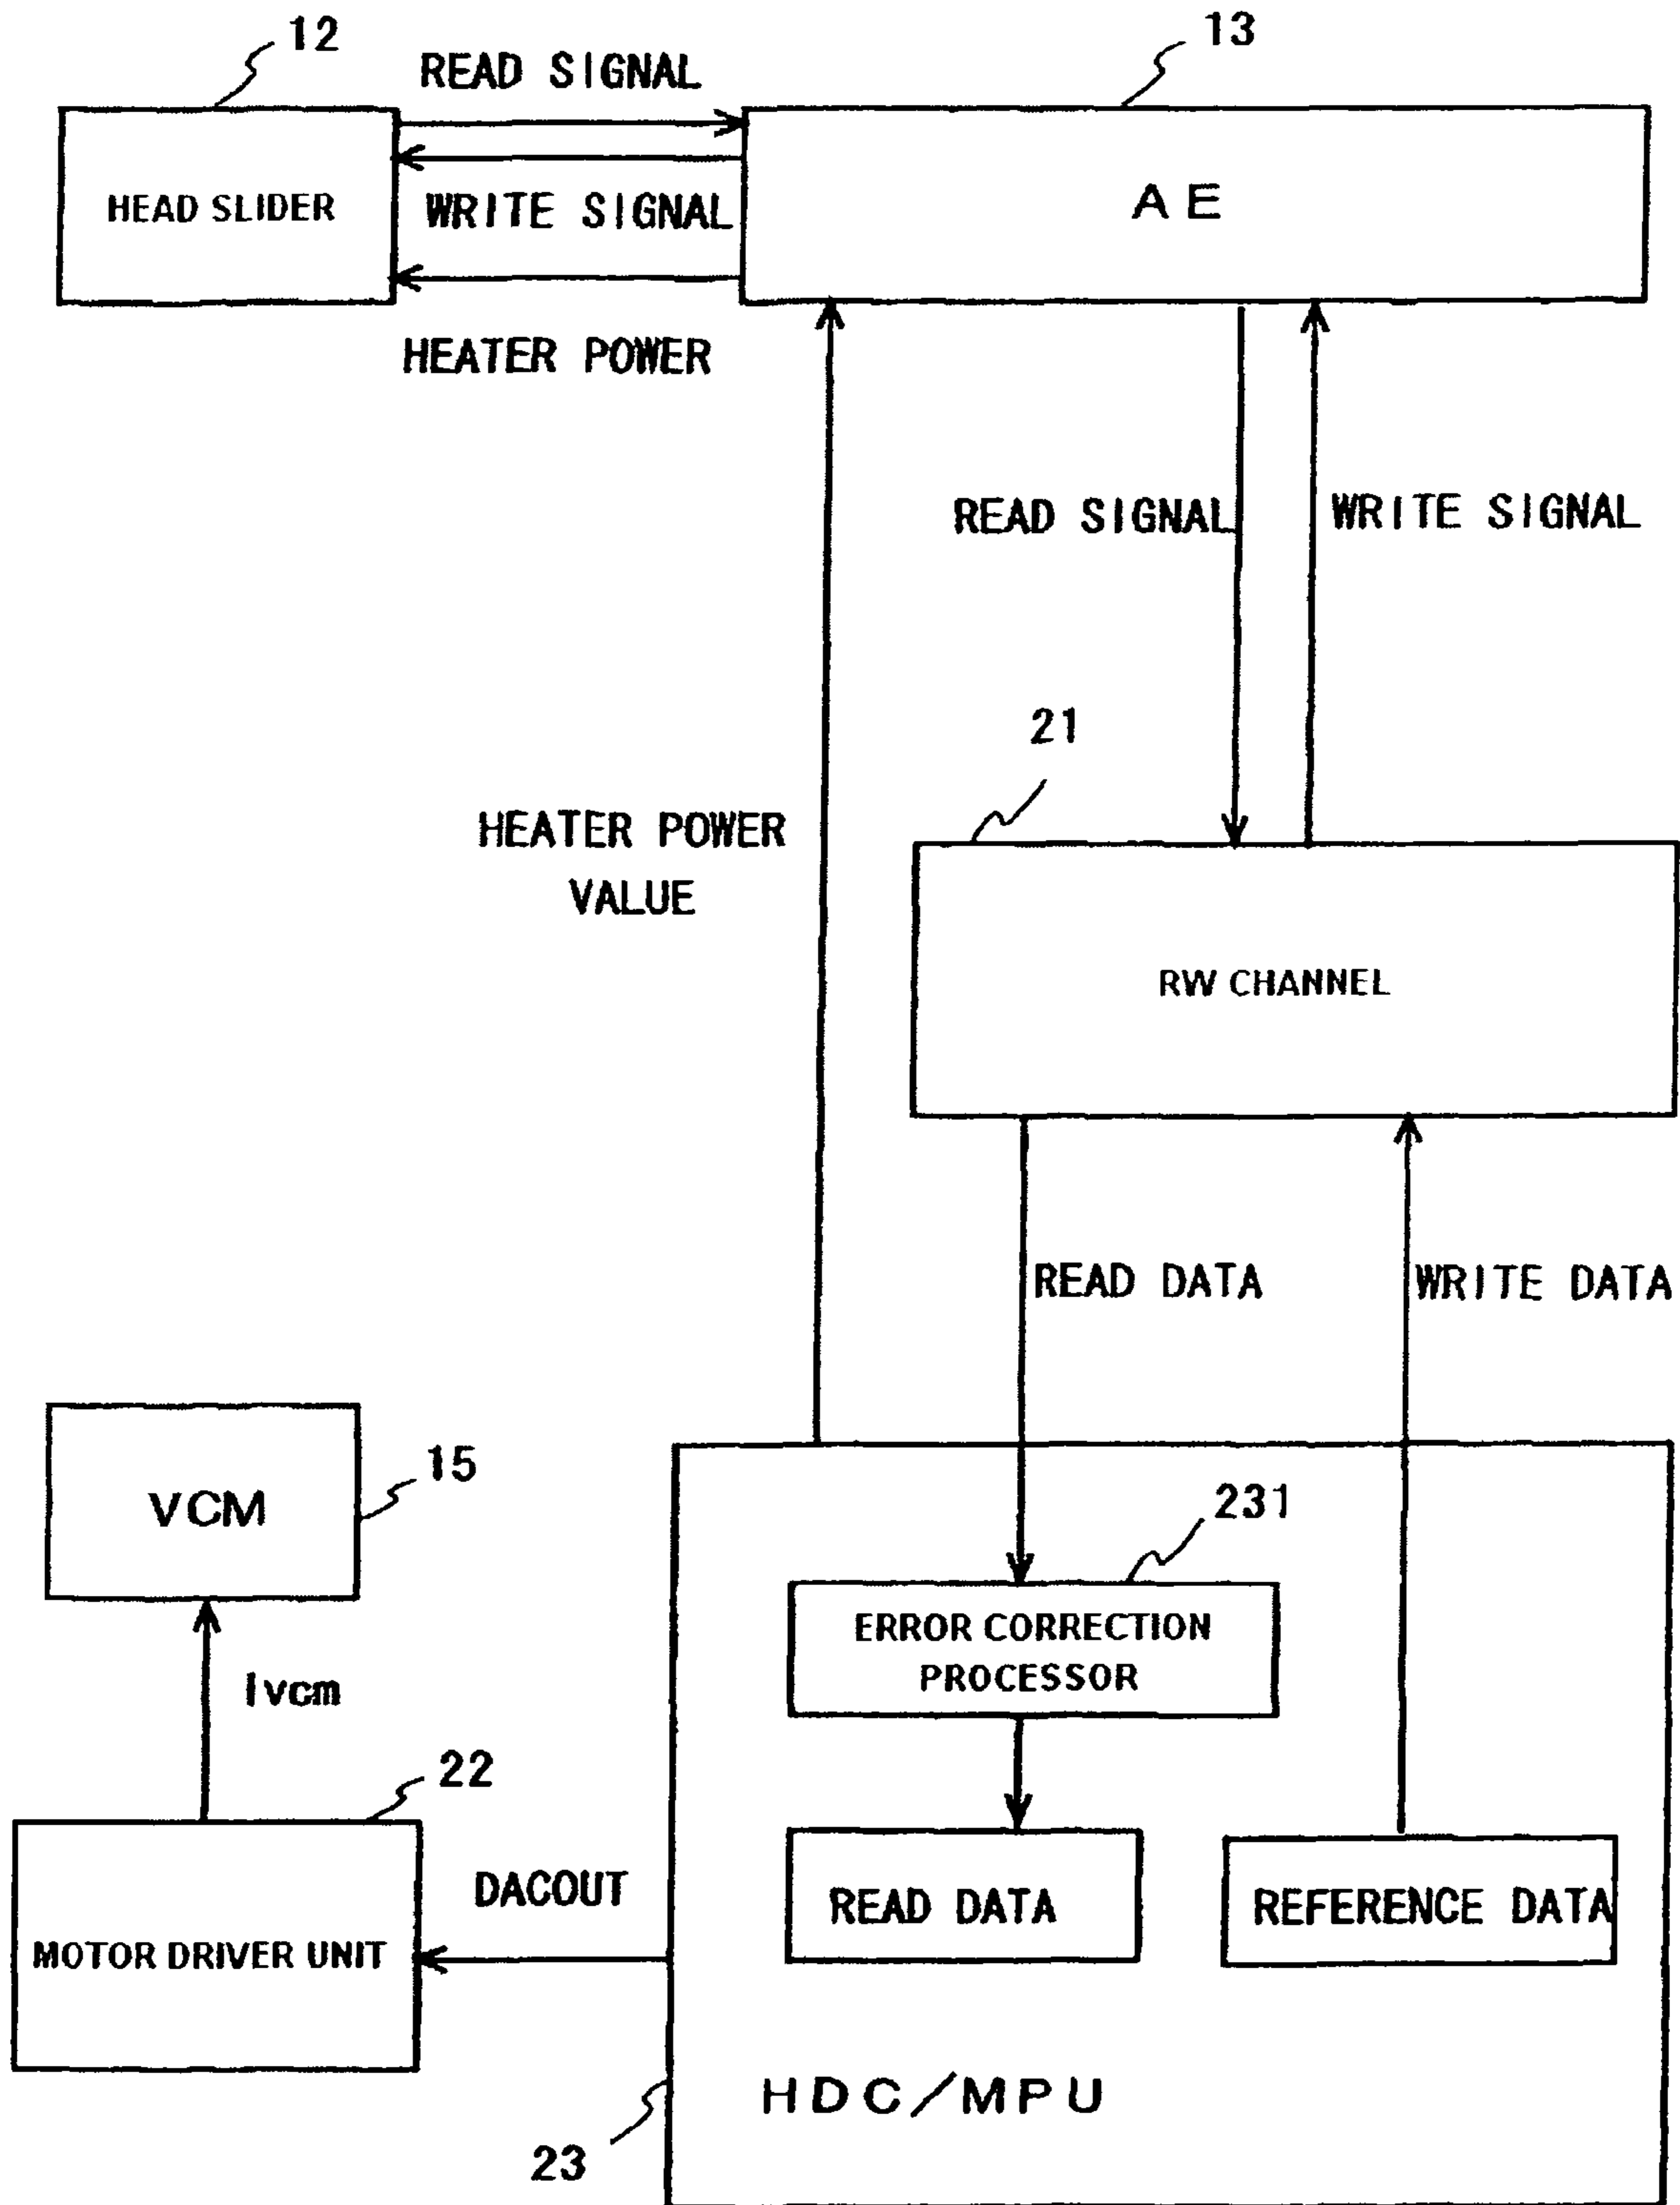 12
13
READ SIGNAL
HEAD SLIDER
WRITE SIGNAL
AE
HEATER POWER
READ SIGNAL
WRITE SIGNAL
21
HEATER POWER
VALUE
RW CHANNEL
READ DATA
WRITE DATA
VCM
15
231
ERROR CORRECTION
PROCESSOR
Ivcm
22
DACOUT
READ DATA
REFERENCE DATA
MOTOR DRIVER UNIT
HDC/MPU
23